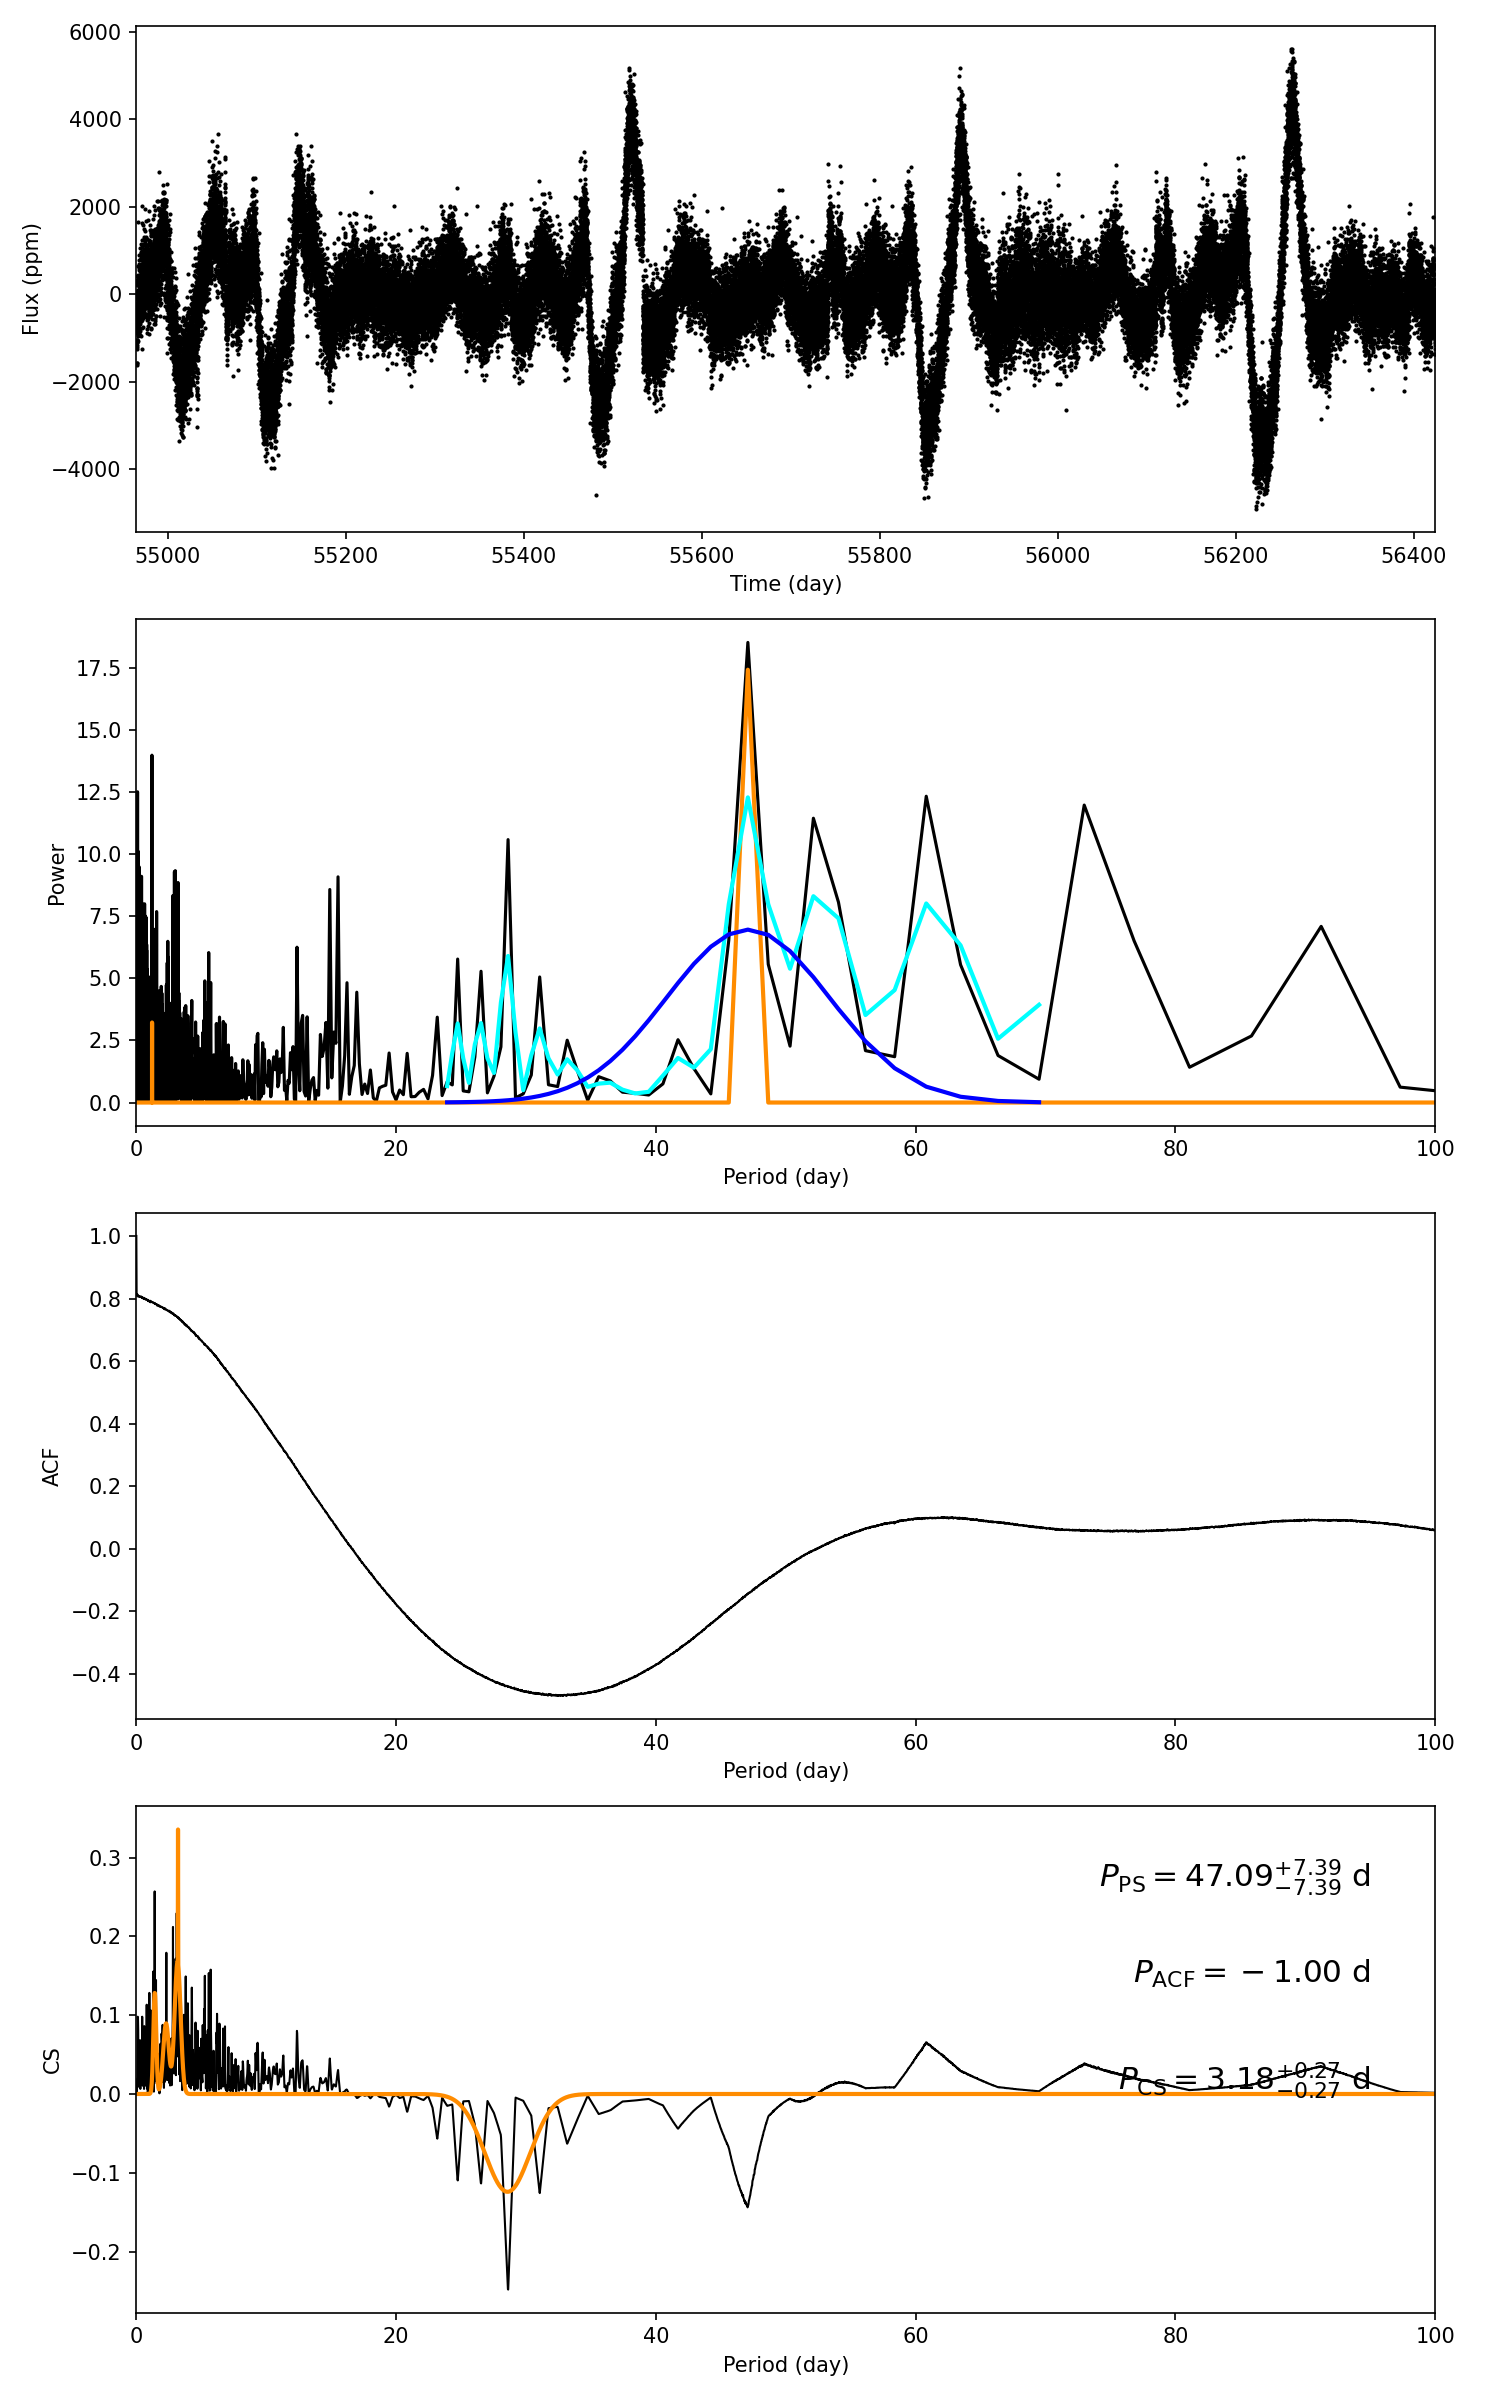 6000
4000
2000
0
−2000
−4000
Flux (ppm)
55000 55200 55400 55600 55800 56000 56200 56400
Time (day)
17.5
15.0
12.5
10.0
7.5
5.0
2.5
0.0
Power
0 20 40 60 80 100
Period (day)
1.0
0.8
0.6
0.4
0.2
0.0
−0.2
−0.4
ACF
0 20 40 60 80 100
Period (day)
0.3
0.2
0.1
0.0
−0.1
−0.2
CS
P_PS = 47.09 +7.39 −7.39 d
P_ACF = −1.00 d
P_CS = 3.18 +0.27 −0.27 d
0 20 40 60 80 100
Period (day)